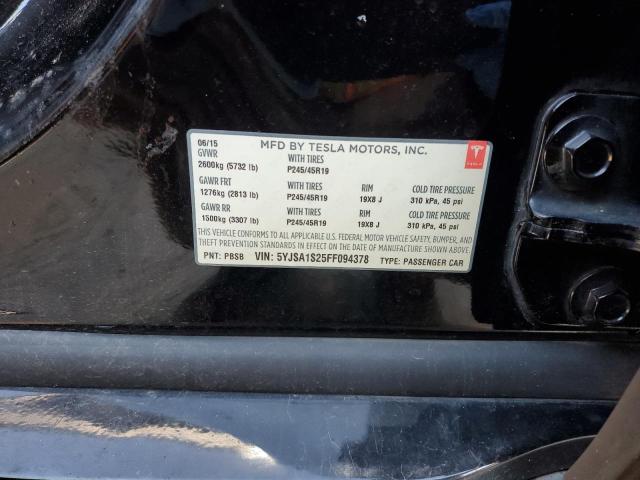 06/15 MFD BY TESLA MOTORS, INC.
GVWR WITH TIRES
2600kg (5732 lb) P245/45R19
TESLA
GAWR FRT WITH TIRES RIM COLD TIRE PRESSURE
1276kg (2813 lb) P245/45R19 19X8 J 310 kPa, 45 psi
GAWR RR WITH TIRES RIM COLD TIRE PRESSURE
1500kg (3307 lb) P245/45R19 19X8 J 310 kPa, 45 psi
THIS VEHICLE CONFORMS TO ALL APPLICABLE U.S. FEDERAL MOTOR VEHICLE SAFETY, BUMPER, AND
THEFT PREVENTION STANDARDS IN EFFECT ON THE DATE OF MANUFACTURE SHOWN ABOVE.
PNT: PBSB VIN: 5YJSA1S25FF094378 TYPE: PASSENGER CAR